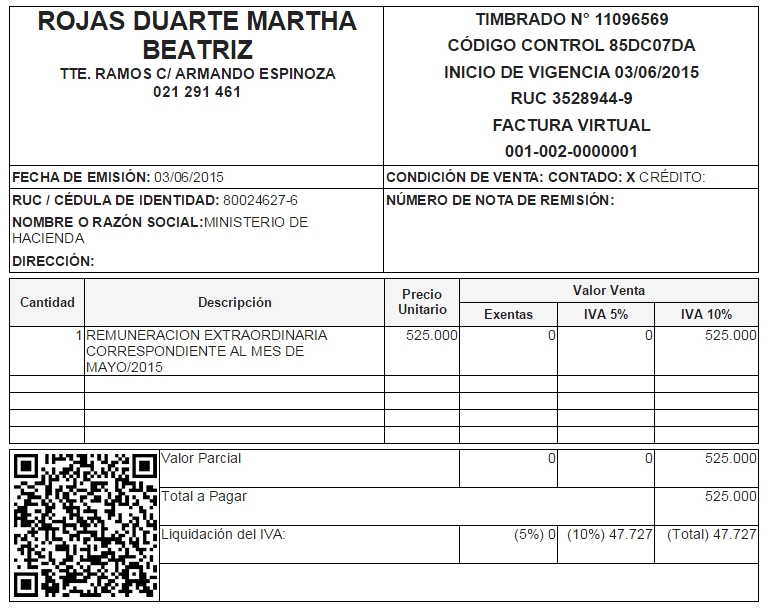 ROJAS DUARTE MARTHA
BEATRIZ
TTE. RAMOS C/ ARMANDO ESPINOZA
021 291 461
TIMBRADO N° 11096569
CÓDIGO CONTROL 85DC07DA
INICIO DE VIGENCIA 03/06/2015
RUC 3528944-9
FACTURA VIRTUAL
001-002-0000001
FECHA DE EMISIÓN: 03/06/2015
CONDICIÓN DE VENTA: CONTADO: X CRÉDITO:
RUC / CÉDULA DE IDENTIDAD: 80024627-6
NOMBRE O RAZÓN SOCIAL:MINISTERIO DE
HACIENDA
DIRECCIÓN:
NÚMERO DE NOTA DE REMISIÓN:
Cantidad Descripción Precio Unitario Valor Venta
Exentas IVA 5% IVA 10%
1 REMUNERACION EXTRAORDINARIA 525.000 0 0 525.000
CORRESPONDIENTE AL MES DE
MAYO/2015
Valor Parcial 0 0 525.000
Total a Pagar 525.000
Liquidación del IVA: (5%) 0 (10%) 47.727 (Total) 47.727